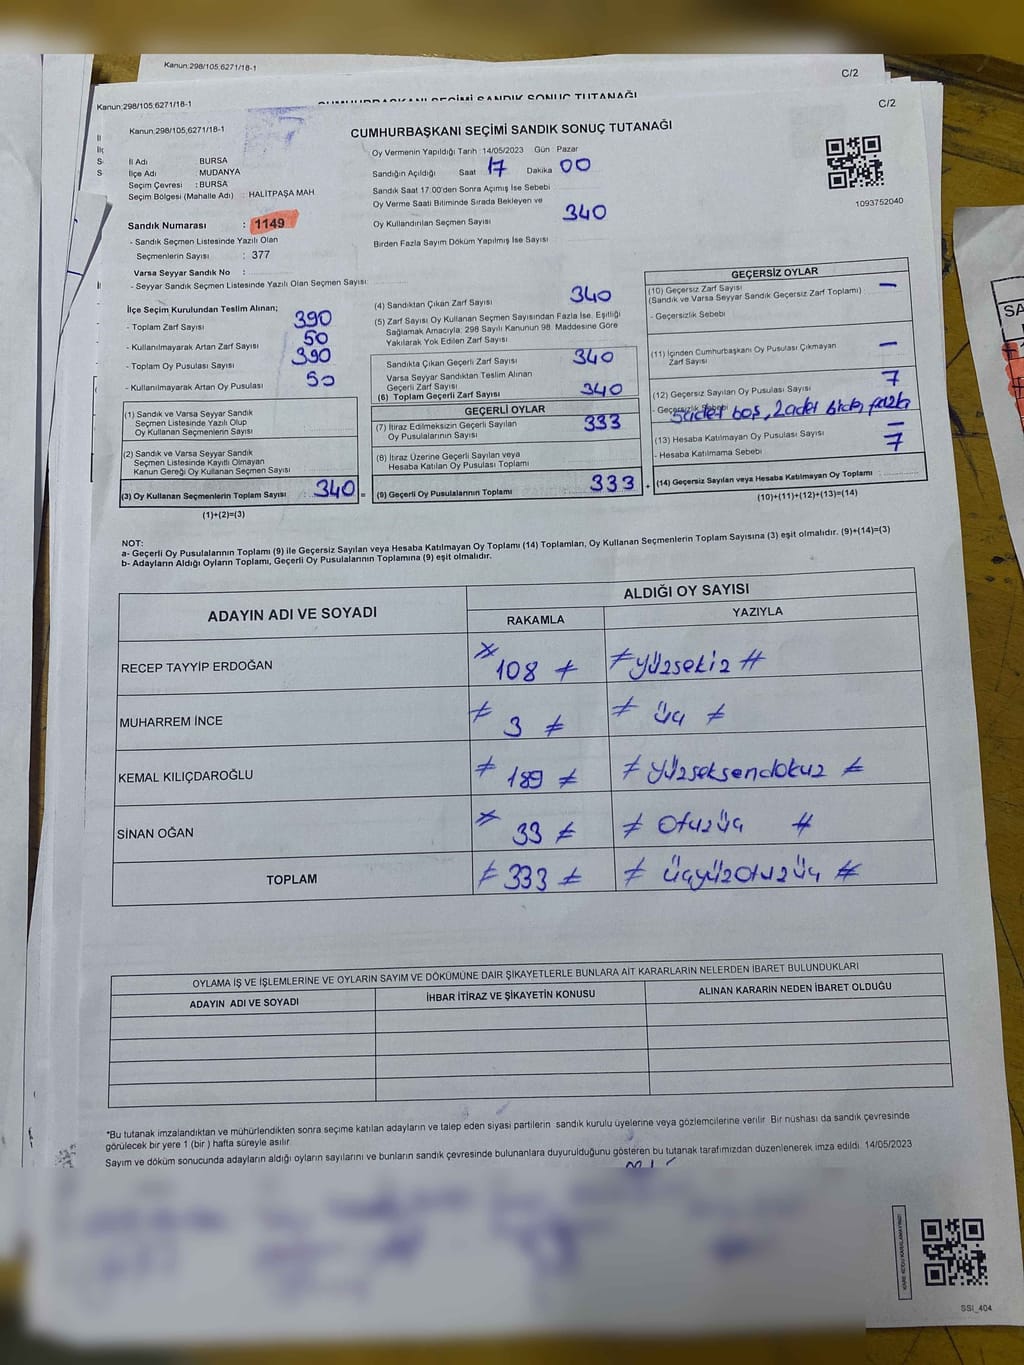 Kanun:298/105,6271/18-1
C/2
Kanun:298/105,6271/18-1
CUMHURBAŞKANI SEÇİMİ SANDIK SONUÇ TUTANAĞI
C/2
Kanun:298/105,6271/18-1
CUMHURBAŞKANI SEÇİMİ SANDIK SONUÇ TUTANAĞI
İl Adı BURSA
İlçe Adı : MUDANYA
Seçim Çevresi : BURSA
Seçim Bölgesi (Mahalle Adı) : HALİTPAŞA MAH.
Sandık Numarası : 1149
- Sandık Seçmen Listesinde Yazılı Olan
Seçmenlerin Sayısı : 377
Varsa Seyyar Sandık No :
- Seyyar Sandık Seçmen Listesinde Yazılı Olan Seçmen Sayısı:
Oy Vermenin Yapıldığı Tarih :14/05/2023 Gün : Pazar
Sandığın Açıldığı Saat 17 Dakika 00
Sandık Saat 17:00'den Sonra Açılmış İse Sebebi
Oy Verme Saati Bitiminde Sırada Bekleyen ve
Oy Kullandırılan Seçmen Sayısı 340
Birden Fazla Sayım Döküm Yapılmış İse Sayısı
1093752040
İlçe Seçim Kurulundan Teslim Alınan;
- Toplam Zarf Sayısı 390
- Kullanılmayarak Artan Zarf Sayısı 50
- Toplam Oy Pusulası Sayısı 390
- Kullanılmayarak Artan Oy Pusulası 50
(1) Sandık ve Varsa Seyyar Sandık
Seçmen Listesinde Yazılı Olup
Oy Kullanan Seçmenlerin Sayısı
(2) Sandık ve Varsa Seyyar Sandık
Seçmen Listesinde Kayıtlı Olmayan
Kanun Gereği Oy Kullanan Seçmen Sayısı
(3) Oy Kullanan Seçmenlerin Toplam Sayısı 340 =
(1)+(2)=(3)
(4) Sandıktan Çıkan Zarf Sayısı 340
(5) Zarf Sayısı Oy Kullanan Seçmen Sayısından Fazla İse, Eşitliği
Sağlamak Amacıyla; 298 Sayılı Kanunun 98. Maddesine Göre
Yakılarak Yok Edilen Zarf Sayısı
Sandıkta Çıkan Geçerli Zarf Sayısı 340
Varsa Seyyar Sandıktan Teslim Alınan
Geçerli Zarf Sayısı
(6) Toplam Geçerli Zarf Sayısı 340
GEÇERLİ OYLAR
(7) İtiraz Edilmeksizin Geçerli Sayılan
Oy Pusulalarının Sayısı 333
(8) İtiraz Üzerine Geçerli Sayılan veya
Hesaba Katılan Oy Pusulası Toplamı
(9) Geçerli Oy Pusulalarının Toplamı 333 +
GEÇERSİZ OYLAR
(10) Geçersiz Zarf Sayısı –
(Sandık ve Varsa Seyyar Sandık Geçersiz Zarf Toplamı)
- Geçersizlik Sebebi
(11) İçinden Cumhurbaşkanı Oy Pusulası Çıkmayan
Zarf Sayısı –
(12) Geçersiz Sayılan Oy Pusulası Sayısı 7
- Geçersizlik Sebebi 5 adet boş, 2 adet birden fazla
(13) Hesaba Katılmayan Oy Pusulası Sayısı –
- Hesaba Katılmama Sebebi 7
(14) Geçersiz Sayılan veya Hesaba Katılmayan Oy Toplamı
(10)+(11)+(12)+(13)=(14)
NOT:
a- Geçerli Oy Pusulalarının Toplamı (9) ile Geçersiz Sayılan veya Hesaba Katılmayan Oy Toplamı (14) Toplamları, Oy Kullanan Seçmenlerin Toplam Sayısına (3) eşit olmalıdır. (9)+(14)=(3)
b- Adayların Aldığı Oyların Toplamı, Geçerli Oy Pusulalarının Toplamına (9) eşit olmalıdır.
ADAYIN ADI VE SOYADI
ALDIĞI OY SAYISI
RAKAMLA YAZIYLA
RECEP TAYYİP ERDOĞAN 108 Yüzsekiz
MUHARREM İNCE 3 üç
KEMAL KILIÇDAROĞLU 189 Yüzseksendokuz
SİNAN OĞAN 33 Otuzüç
TOPLAM 333 üçyüzotuzüç
OYLAMA İŞ VE İŞLEMLERİNE VE OYLARIN SAYIM VE DÖKÜMÜNE DAİR ŞİKAYETLERLE BUNLARA AİT KARARLARIN NELERDEN İBARET BULUNDUKLARI
ADAYIN ADI VE SOYADI İHBAR İTİRAZ VE ŞİKAYETİN KONUSU ALINAN KARARIN NEDEN İBARET OLDUĞU
*Bu tutanak imzalandıktan ve mühürlendikten sonra seçime katılan adayların ve talep eden siyasi partilerin sandık kurulu üyelerine veya gözlemcilerine verilir. Bir nüshası da sandık çevresinde
görülecek bir yere 1 (bir ) hafta süreyle asılır.
Sayım ve döküm sonucunda adayların aldığı oyların sayılarını ve bunların sandık çevresinde bulunanlara duyurulduğunu gösteren bu tutanak tarafımızdan düzenlenerek imza edildi. 14/05/2023
SSI_404